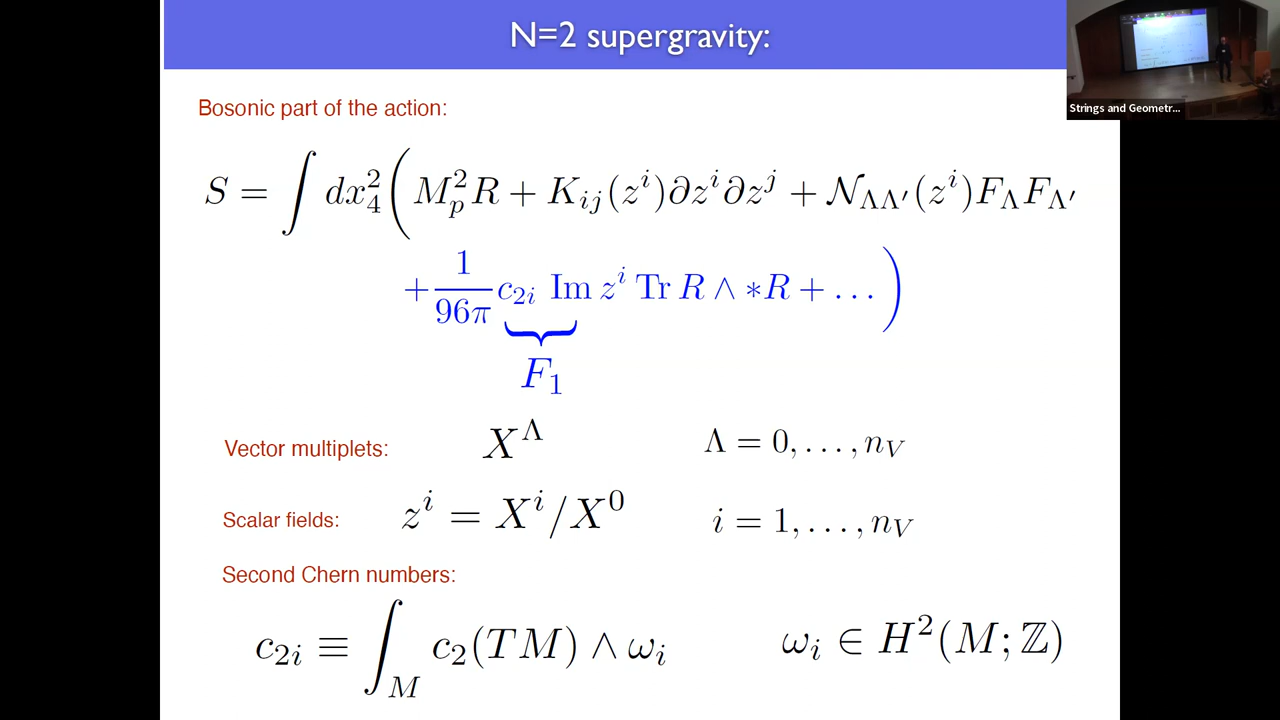 N=2 supergravity:
Strings and Geometr...
Bosonic part of the action:
S = ∫ dx_4^2 ( M_p^2 R + K_{ij}(z^i)∂z^i∂z^j + 𝒩_{ΛΛ'}(z^i)F_Λ F_{Λ'}
+ \frac{1}{96π} c_{2i} Im z^i Tr R ∧ *R + … )
F_1
Vector multiplets: X^Λ Λ = 0, …, n_V
Scalar fields: z^i = X^i/X^0 i = 1, …, n_V
Second Chern numbers:
c_{2i} ≡ ∫_M c_2(TM) ∧ ω_i ω_i ∈ H^2(M; ℤ)